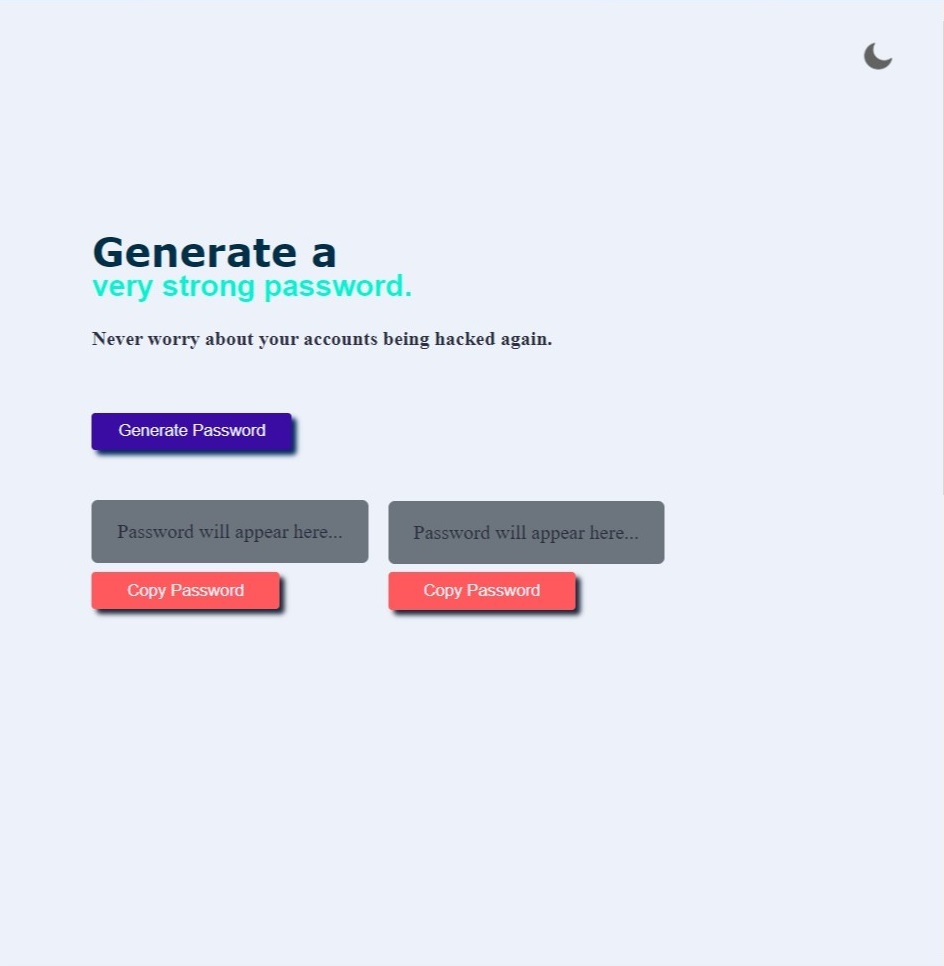 Generate a
very strong password.
Never worry about your accounts being hacked again.
Generate Password
Password will appear here...
Password will appear here...
Copy Password
Copy Password